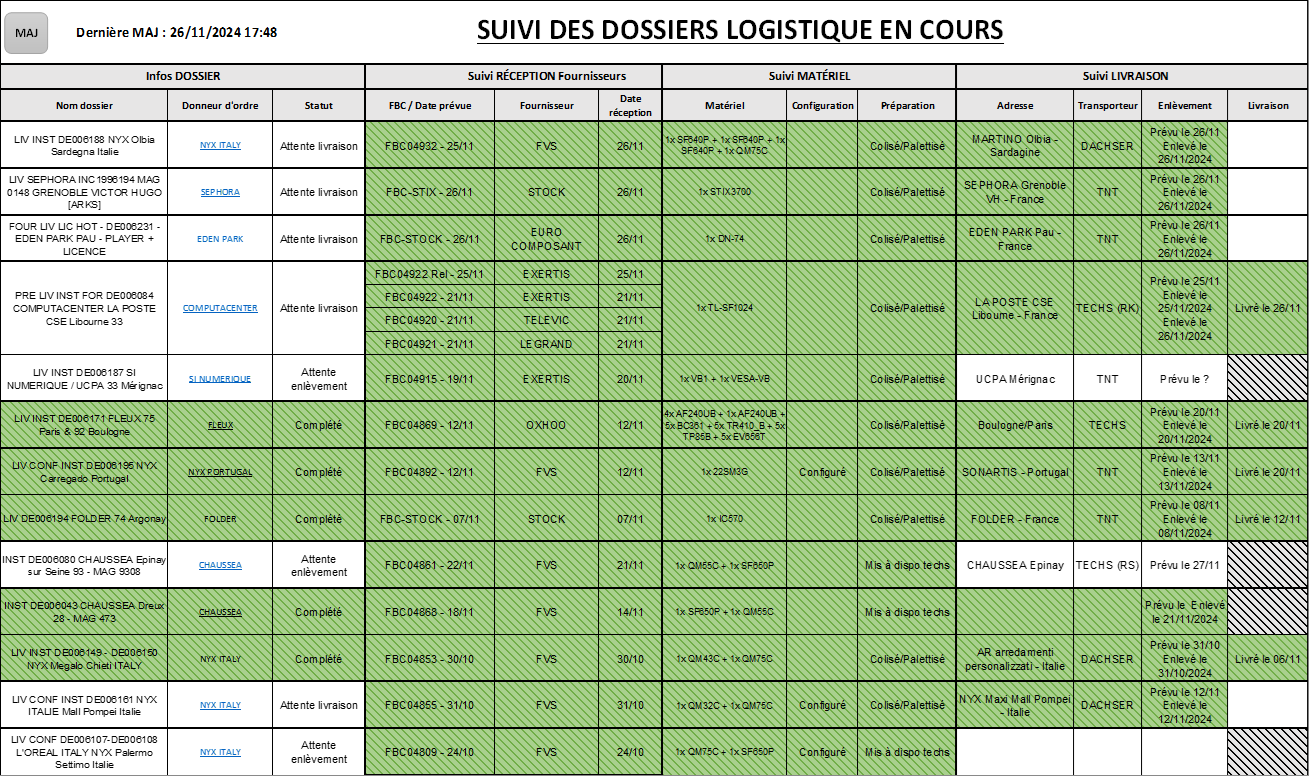 MAJ
Dernière MAJ : 26/11/2024 17:48
SUIVI DES DOSSIERS LOGISTIQUE EN COURS
Infos DOSSIER
Suivi RÉCEPTION Fournisseurs
Suivi MATÉRIEL
Suivi LIVRAISON
Nom dossier
Donneur d'ordre
Statut
FBC / Date prévue
Fournisseur
Date
réception
Matériel
Configuration
Préparation
Adresse
Transporteur
Enlèvement
Livraison
LIV INST DE006188 NYX Olbia
Sardegna Italie
NYX ITALY
Attente livraison
FBC04932 - 25/11
FVS
26/11
1x SF640P + 1x SF640P + 1x
SF640P + 1x QM75C
Colisé/Palettisé
MARTINO Olbia -
Sardagine
DACHSER
Prévu le 26/11
Enlevé le
26/11/2024
LIV SEPHORA INC1996194 MAG
0148 GRENOBLE VICTOR HUGO
[ARKS]
SEPHORA
Attente livraison
FBC-STIX - 26/11
STOCK
26/11
1x STIX3700
Colisé/Palettisé
SEPHORA Grenoble
VH - France
TNT
Prévu le 26/11
Enlevé le
26/11/2024
FOUR LIV LIC HOT - DE006231 -
EDEN PARK PAU - PLAYER +
LICENCE
EDEN PARK
Attente livraison
FBC-STOCK - 26/11
EURO
COMPOSANT
26/11
1x DN-74
Colisé/Palettisé
EDEN PARK Pau -
France
TNT
Prévu le 26/11
Enlevé le
26/11/2024
PRE LIV INST FOR DE006084
COMPUTACENTER LA POSTE
CSE Libourne 33
COMPUTACENTER
Attente livraison
FBC04922 Rel - 25/11
EXERTIS
25/11
FBC04922 - 21/11
EXERTIS
21/11
FBC04920 - 21/11
TELEVIC
21/11
FBC04921 - 21/11
LEGRAND
21/11
1x TL-SF1024
Colisé/Palettisé
LA POSTE CSE
Libourne - France
TECHS (RK)
Prévu le 25/11
Enlevé le
25/11/2024
Enlevé le
26/11/2024
Livré le 26/11
LIV INST DE006187 SI
NUMERIQUE / UCPA 33 Mérignac
SI NUMERIQUE
Attente
enlèvement
FBC04915 - 19/11
EXERTIS
20/11
1x VB1 + 1x VESA-VB
Colisé/Palettisé
UCPA Mérignac
TNT
Prévu le ?
LIV INST DE006171 FLEUX 75
Paris & 92 Boulogne
FLEUX
Complété
FBC04869 - 12/11
OXHOO
12/11
4x AF240UB + 1x AF240UB +
5x BC361 + 5x TR410_B + 5x
TP85B + 5x EV656T
Colisé/Palettisé
Boulogne/Paris
TECHS
Prévu le 20/11
Enlevé le
20/11/2024
Livré le 20/11
LIV CONF INST DE006195 NYX
Carregado Portugal
NYX PORTUGAL
Complété
FBC04892 - 12/11
FVS
12/11
1x 22SM3G
Configuré
Colisé/Palettisé
SONARTIS - Portugal
TNT
Prévu le 13/11
Enlevé le
13/11/2024
Livré le 20/11
LIV DE006194 FOLDER 74 Argonay
FOLDER
Complété
FBC-STOCK - 07/11
STOCK
07/11
1x IC570
Colisé/Palettisé
FOLDER - France
TNT
Prévu le 08/11
Enlevé le
08/11/2024
Livré le 12/11
INST DE006080 CHAUSSEA Epinay
sur Seine 93 - MAG 9308
CHAUSSEA
Attente
enlèvement
FBC04861 - 22/11
FVS
21/11
1x QM55C + 1x SF650P
Mis à dispo techs
CHAUSSEA Epinay
TECHS (RS)
Prévu le 27/11
INST DE006043 CHAUSSEA Dreux
28 - MAG 473
CHAUSSEA
Complété
FBC04868 - 18/11
FVS
14/11
1x SF650P + 1x QM55C
Mis à dispo techs
Prévu le Enlevé
le 21/11/2024
LIV INST DE006149 - DE006150
NYX Megalo Chieti ITALY
NYX ITALY
Complété
FBC04853 - 30/10
FVS
30/10
1x QM43C + 1x QM75C
Colisé/Palettisé
AR arredamenti
personalizzati - Italie
DACHSER
Prévu le 31/10
Enlevé le
31/10/2024
Livré le 06/11
LIV CONF INST DE006161 NYX
ITALIE Mall Pompei Italie
NYX ITALY
Attente livraison
FBC04855 - 31/10
FVS
31/10
1x QM32C + 1x QM75C
Configuré
Colisé/Palettisé
NYX Maxi Mall Pompei
- Italie
DACHSER
Prévu le 12/11
Enlevé le
12/11/2024
LIV CONF DE006107-DE006108
L'OREAL ITALY NYX Palermo
Settimo Italie
NYX ITALY
Attente
enlèvement
FBC04809 - 24/10
FVS
24/10
1x QM75C + 1x SF650P
Configuré
Mis à dispo techs